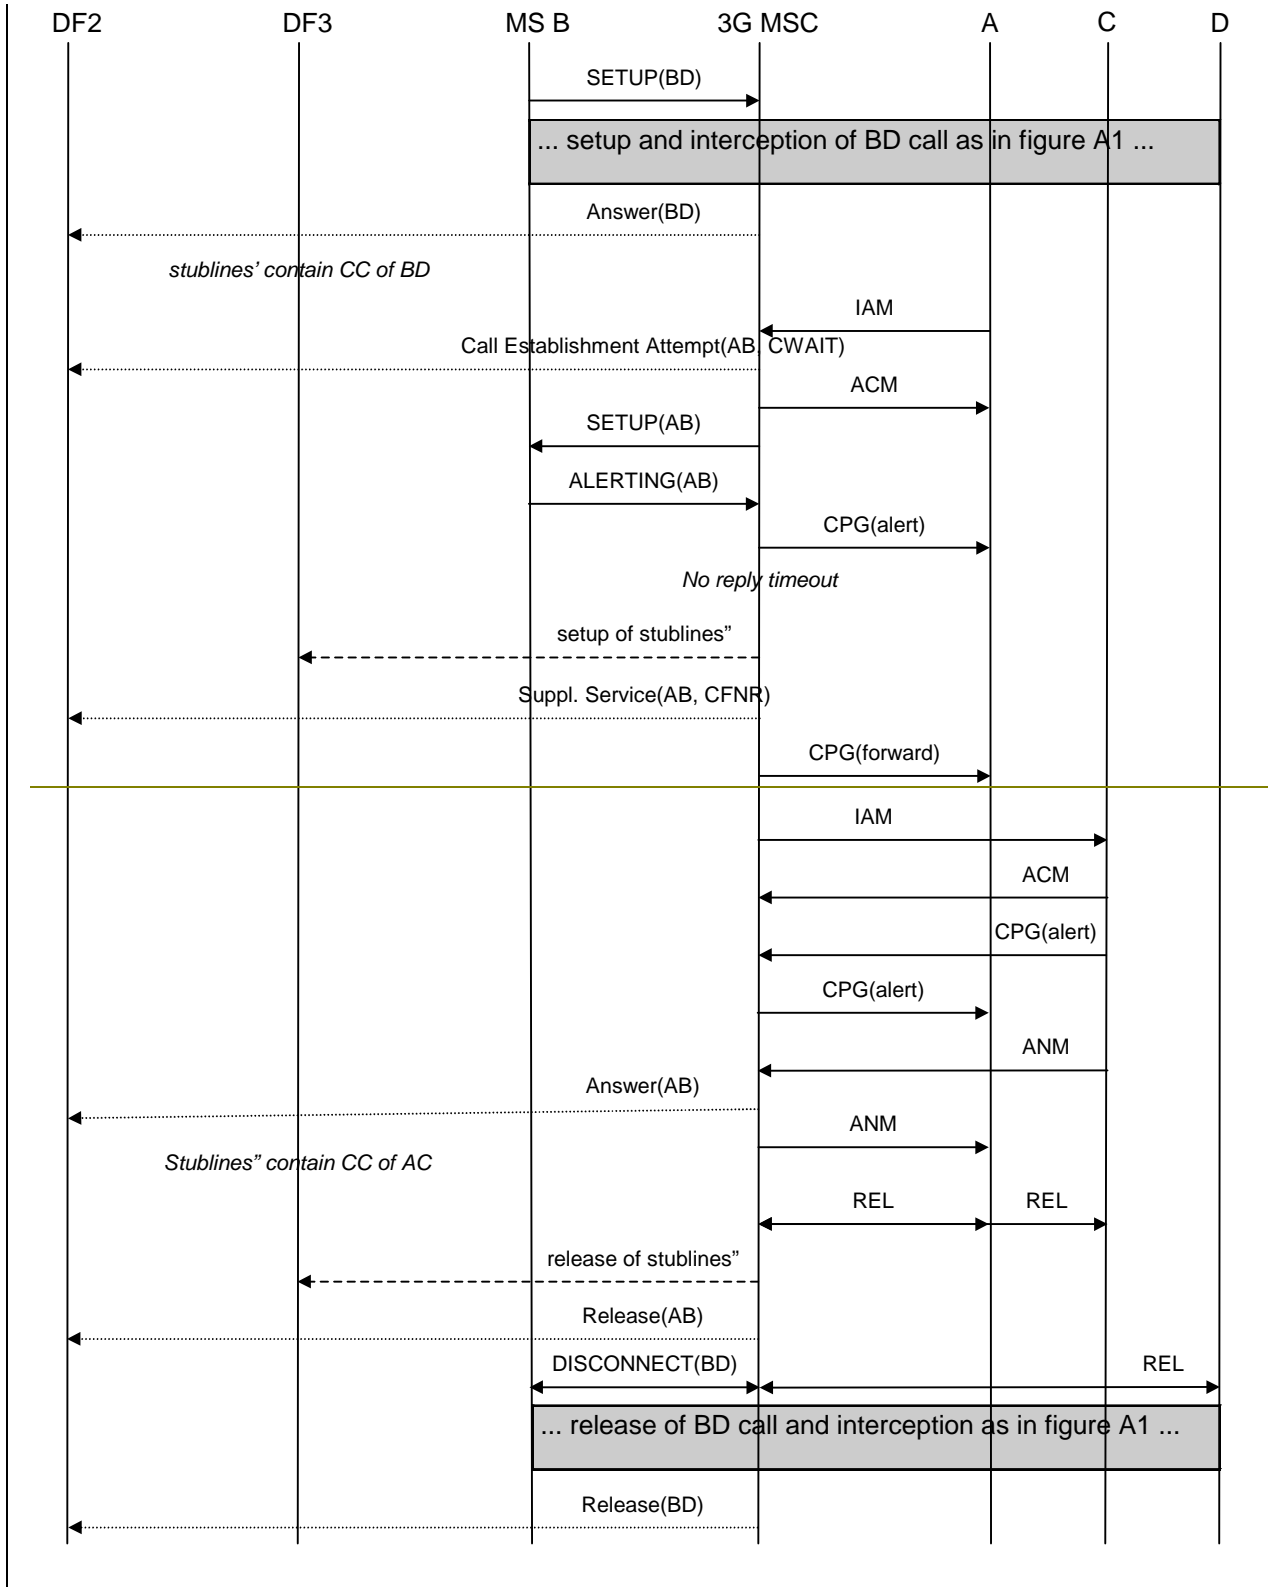 DF2 DF3 MS B 3G MSC A C D
SETUP(BD)
... setup and interception of BD call as in figure A1 ...
Answer(BD)
stublines’ contain CC of BD
IAM
Call Establishment Attempt(AB, CWAIT)
ACM
SETUP(AB)
ALERTING(AB)
CPG(alert)
No reply timeout
setup of stublines”
Suppl. Service(AB, CFNR)
CPG(forward)
IAM
ACM
CPG(alert)
CPG(alert)
ANM
Answer(AB)
ANM
Stublines” contain CC of AC
REL REL
release of stublines”
Release(AB)
DISCONNECT(BD) REL
... release of BD call and interception as in figure A1 ...
Release(BD)